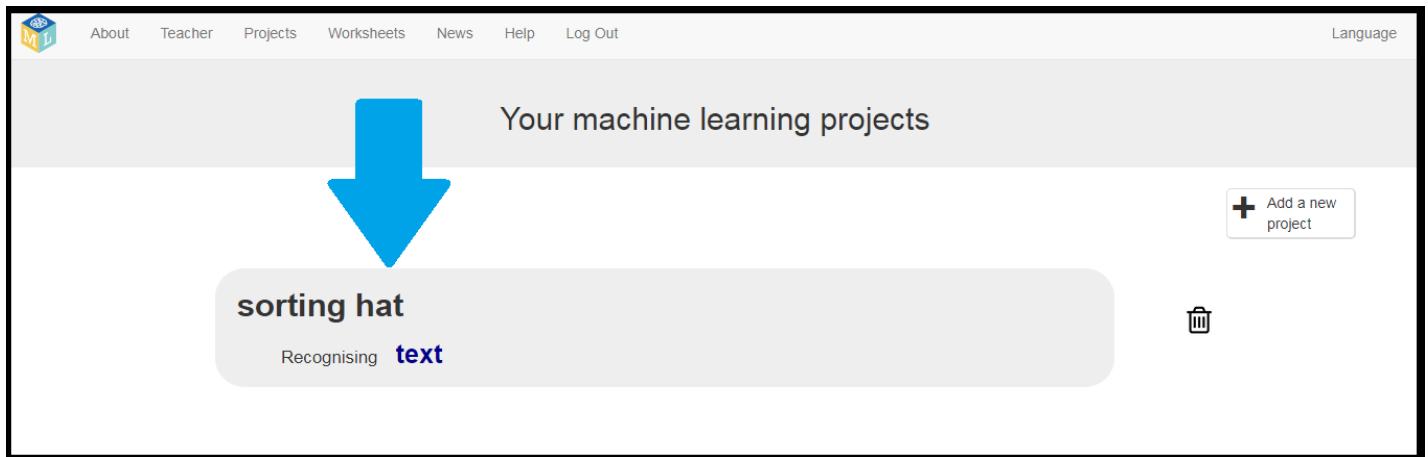 ML About Teacher Projects Worksheets News Help Log Out Language
Your machine learning projects
Add a new
project
sorting hat
Recognising text